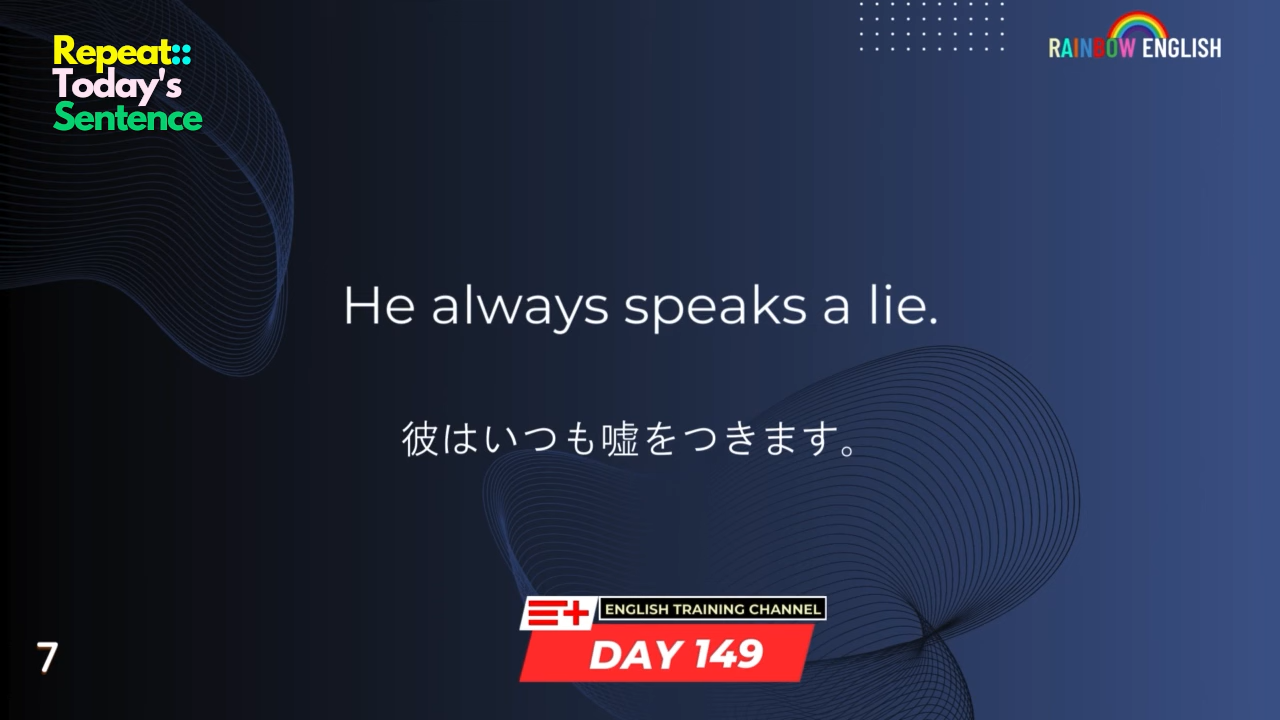 Repeat::
Today's
Sentence
RAINBOW ENGLISH
He always speaks a lie.
彼はいつも嘘をつきます。
ENGLISH TRAINING CHANNEL
DAY 149
7